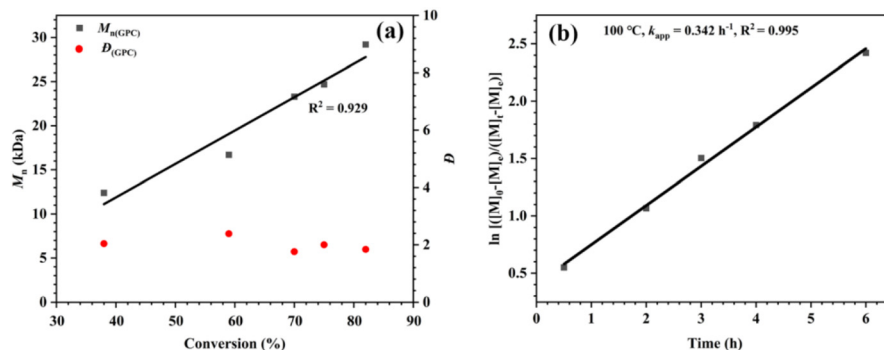 (a)
Mn(GPC)
Đ(GPC)
R² = 0.929
Mn (kDa)
30
25
20
15
10
5
0
10
8
6
4
2
0
Đ
30 40 50 60 70 80 90
Conversion (%)
(b)
100 °C, kapp = 0.342 h⁻¹, R² = 0.995
ln [([M]0-[M]e)/([M]t-[M]e)]
2.5
2.0
1.5
1.0
0.5
0 1 2 3 4 5 6
Time (h)